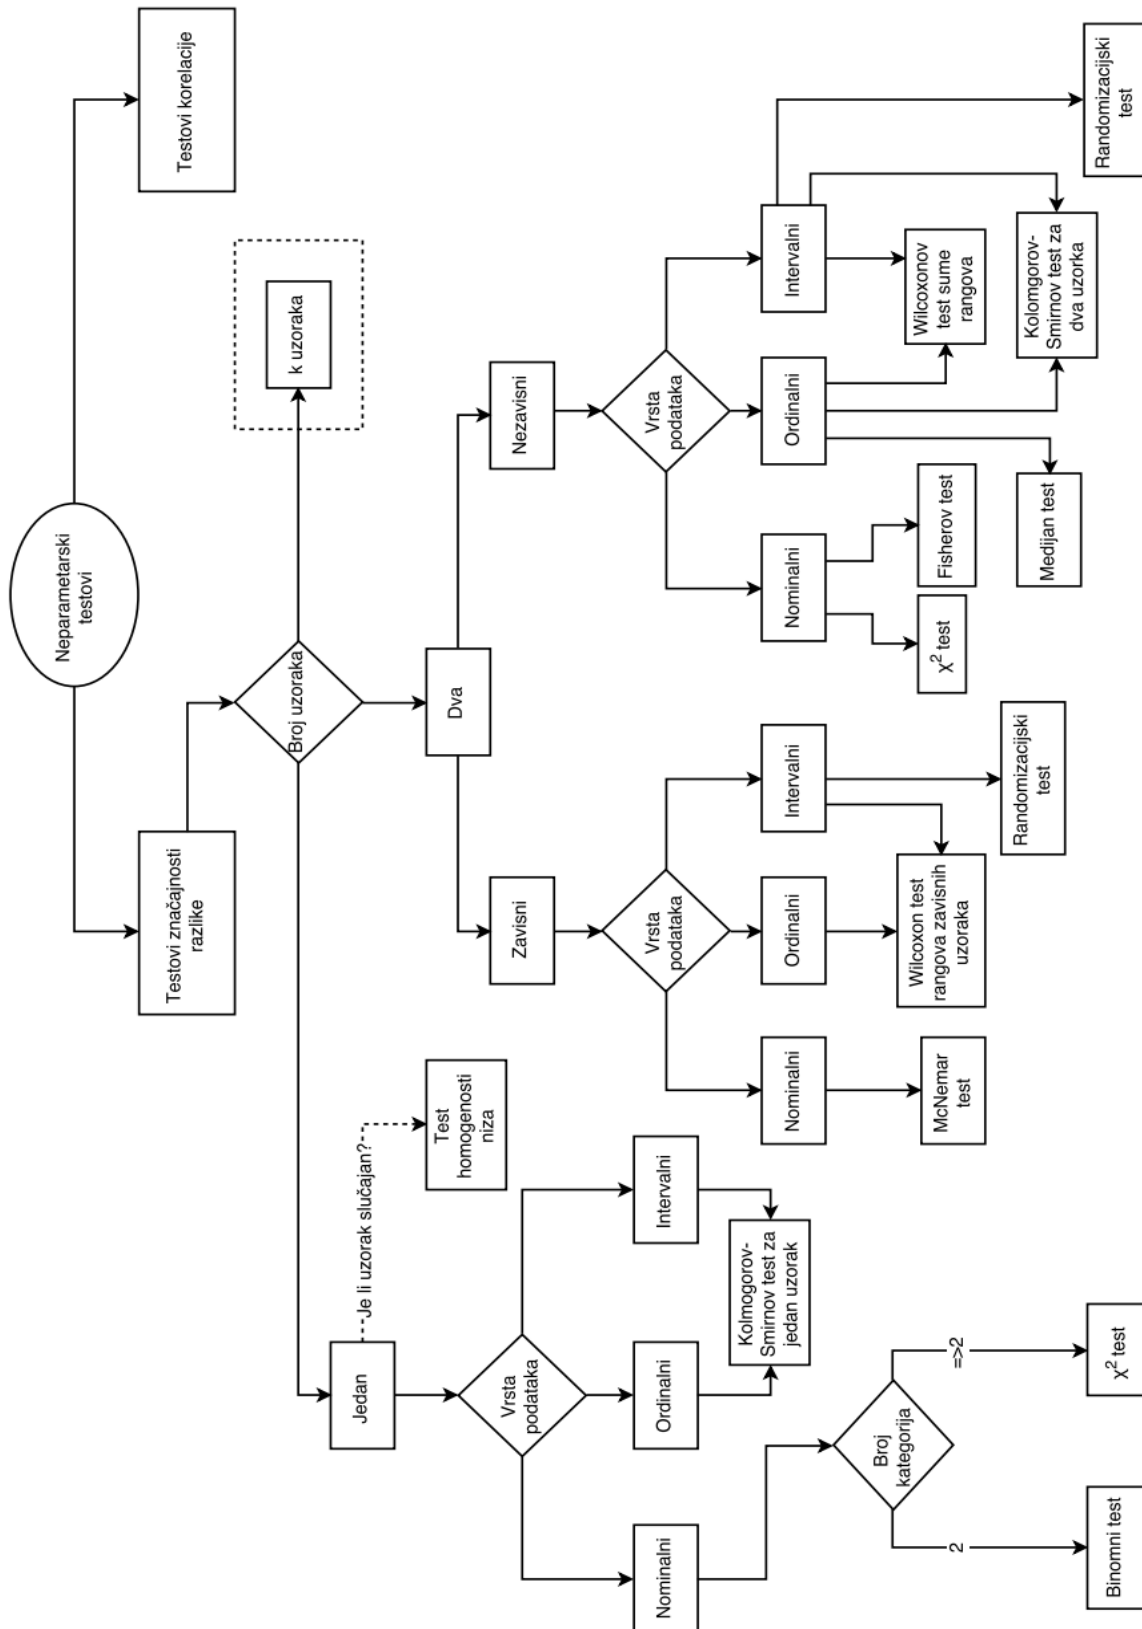 Neparametarski
testovi
Testovi značajnosti
razlike
Testovi korelacije
Broj uzoraka
k uzoraka
Jedan
Je li uzorak slučajan?
Test
homogenosti
niza
Dva
Zavisni
Nezavisni
Vrsta
podataka
Nominalni
Ordinalni
Intervalni
Kolmogorov-
Smirnov test za
jedan uzorak
Broj
kategorija
2
=>2
Binomni test
χ² test
Vrsta
podataka
Nominalni
Ordinalni
Intervalni
McNemar
test
Wilcoxon test
rangova zavisnih
uzoraka
Randomizacijski
test
Vrsta
podataka
Nominalni
Ordinalni
Intervalni
χ² test
Fisherov test
Medijan test
Wilcoxonov
test sume
rangova
Kolomgorov-
Smirnov test za
dva uzorka
Randomizacijski
test